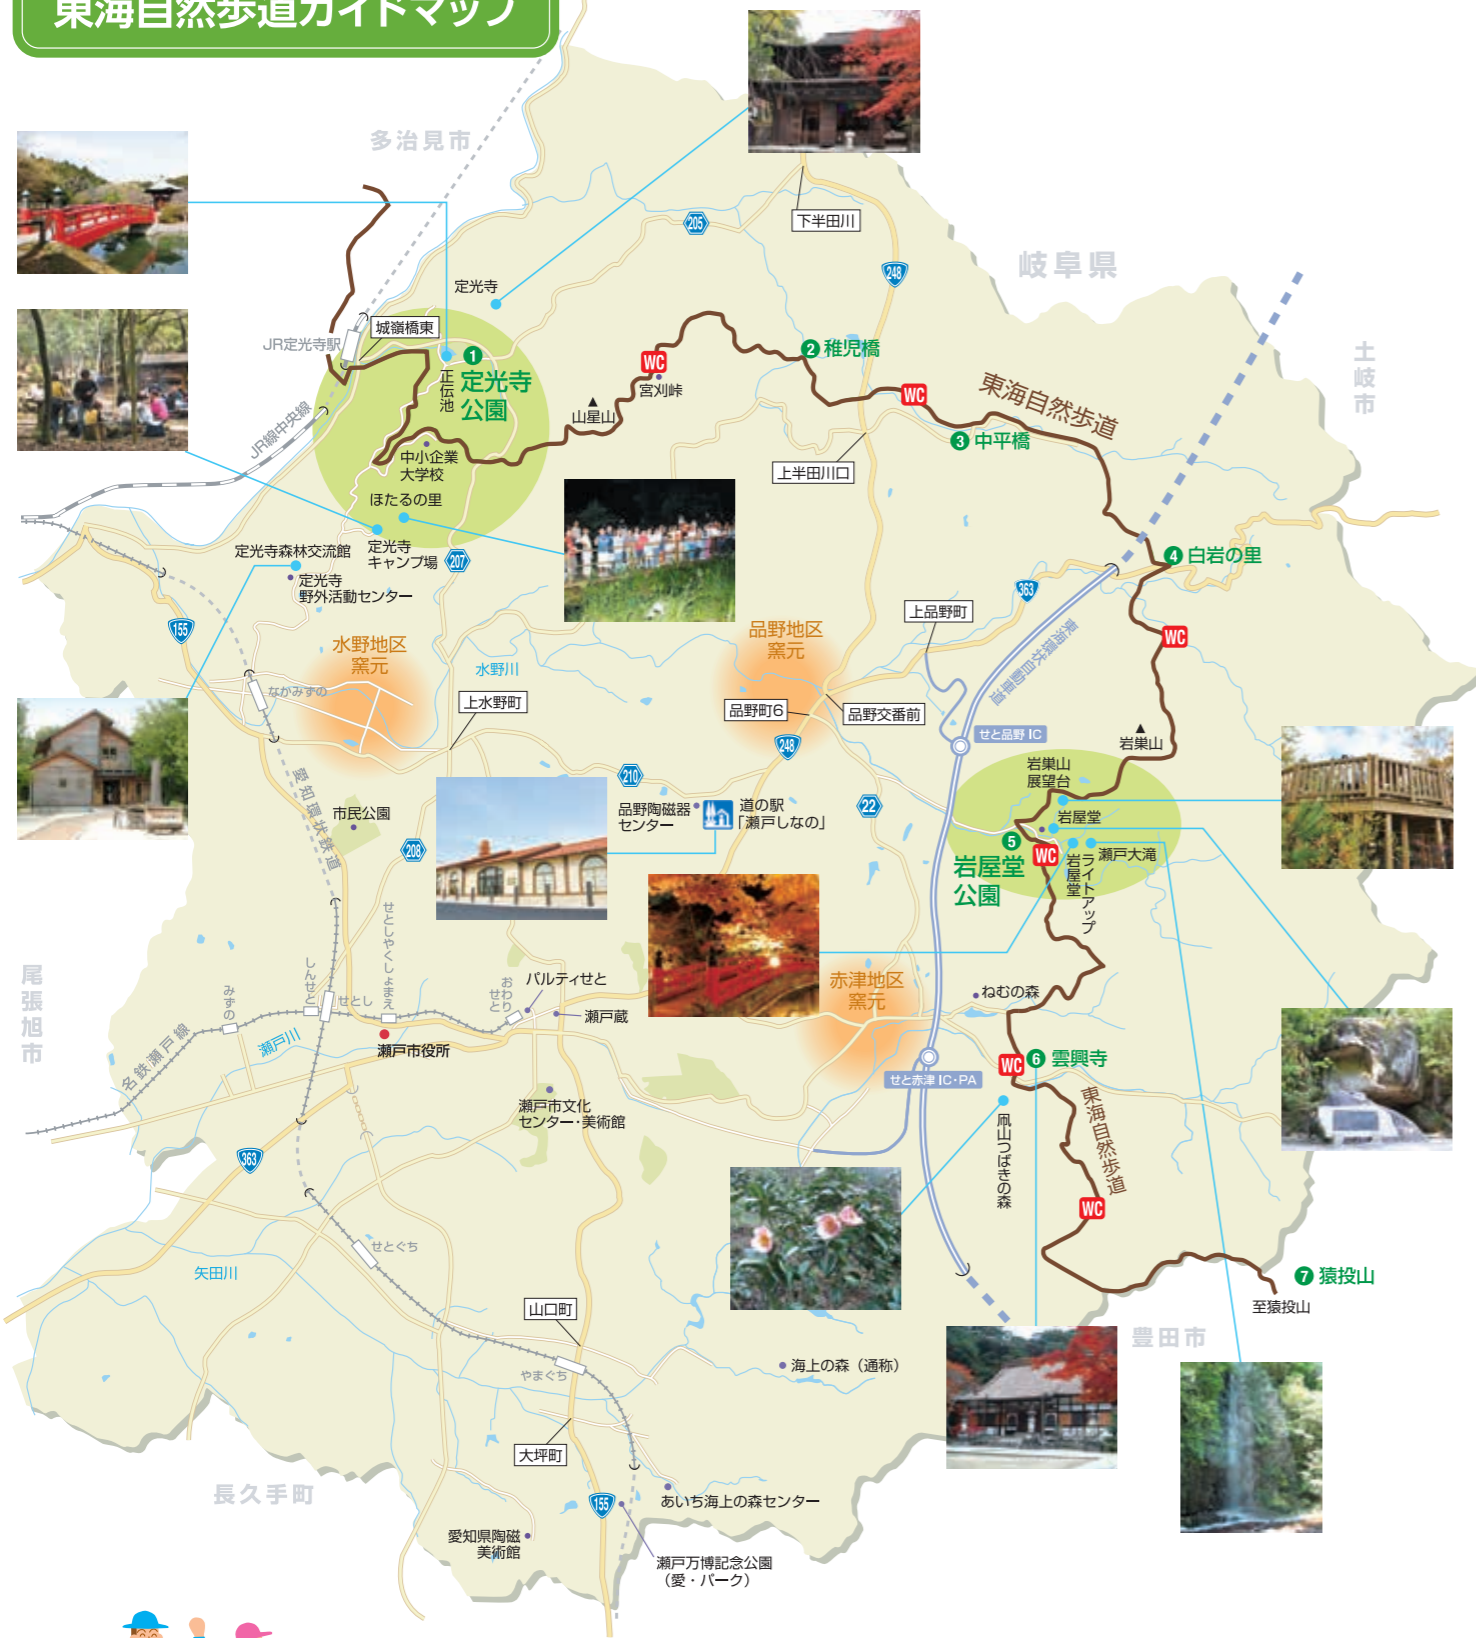 東海自然歩道ガイドマップ
多治見市
下半田川
205
岐阜県
248
定光寺
城嶺橋東
JR定光寺駅
1
定光寺
公園
正伝池
WC
宮刈峠
2 稚児橋
土岐市
山星山
WC
東海自然歩道
JR線中央線
3 中平橋
中小企業
大学校
上半田川口
ほたるの里
定光寺
キャンプ場
定光寺森林交流館
定光寺
野外活動センター
207
4 白岩の里
363
上品野町
155
水野地区
窯元
品野地区
窯元
WC
水野川
東海環状自動車道
なかみずの
上水野町
品野町6
品野交番前
せと品野 IC
248
岩巣山
岩巣山
展望台
210
愛知環状鉄道
市民公園
品野陶磁器
センター
道の駅
「瀬戸しなの」
22
岩屋堂
208
5
岩屋堂
公園
WC
瀬戸大滝
岩屋堂
ライトアップ
せとしやくしょまえ
尾張旭市
みずの
しんせと
せとし
おわり
せと
パルティせと
瀬戸蔵
赤津地区
窯元
ねむの森
名鉄瀬戸線
瀬戸川
瀬戸市役所
WC
6 雲興寺
せと赤津 IC・PA
瀬戸市文化
センター・美術館
凧山つばきの森
東海自然歩道
363
WC
せとぐち
矢田川
7 猿投山
至猿投山
山口町
豊田市
やまぐち
海上の森（通称）
大坪町
長久手町
155
あいち海上の森センター
愛知県陶磁
美術館
瀬戸万博記念公園
（愛・パーク）